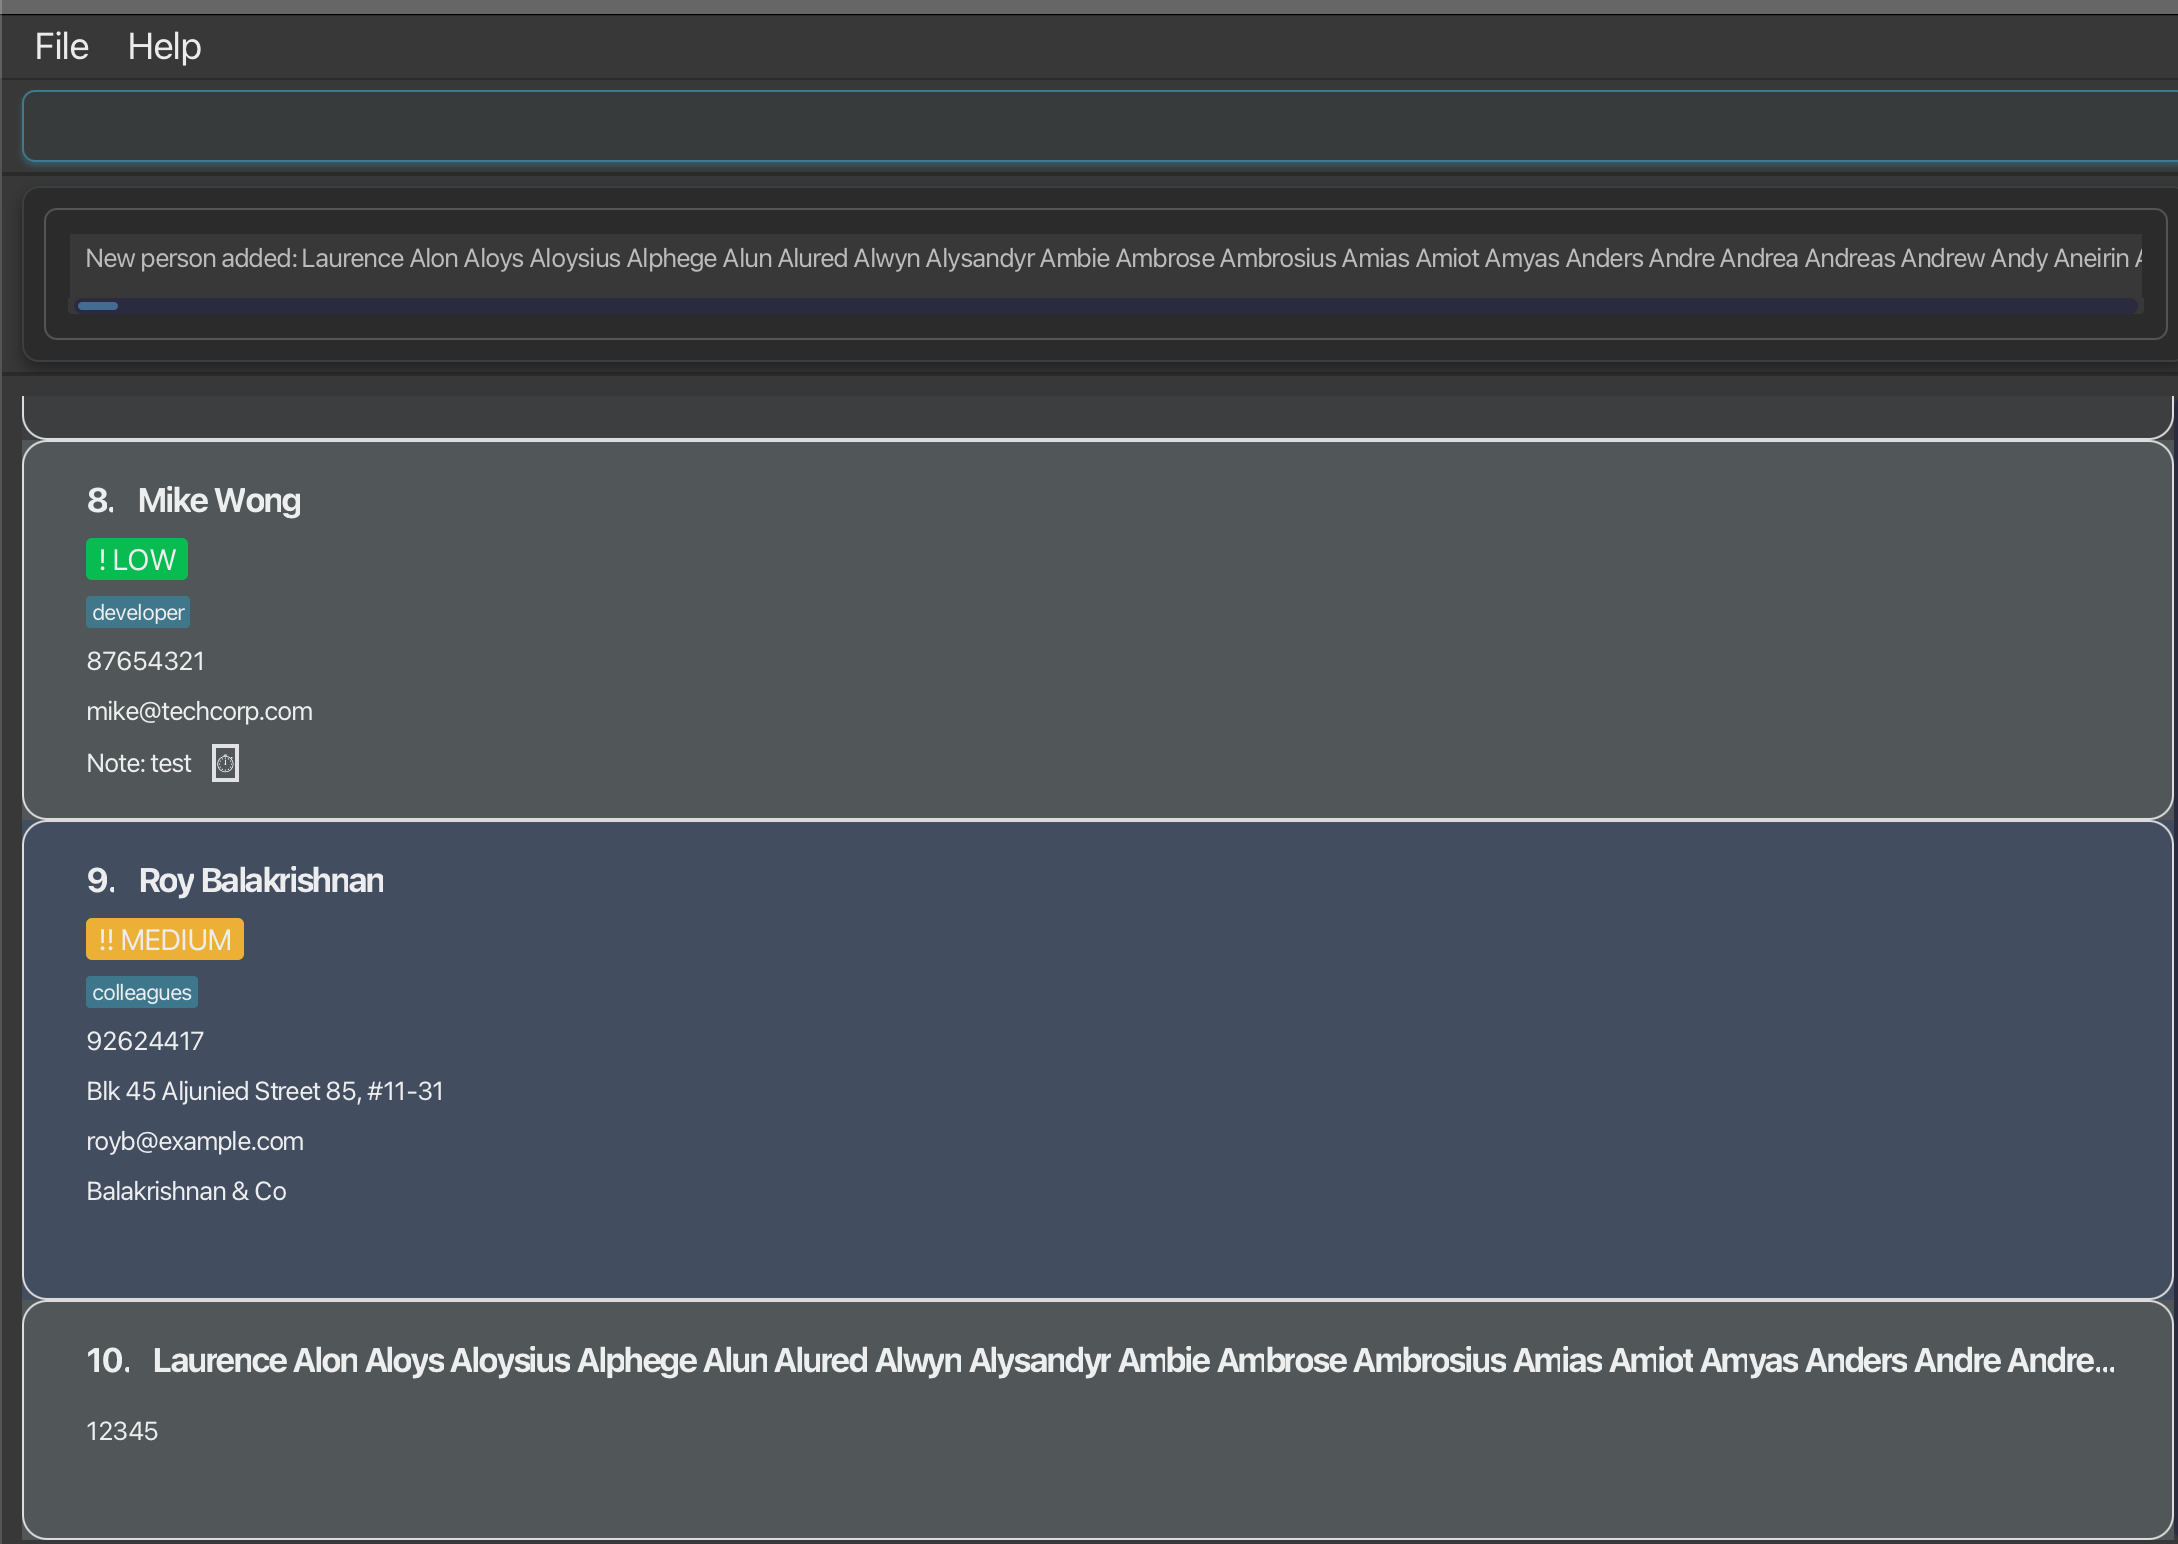 File Help
New person added: Laurence Alon Aloys Aloysius Alphege Alun Alured Alwyn Alysandyr Ambie Ambrose Ambrosius Amias Amiot Amyas Anders Andre Andrea Andreas Andrew Andy Aneirin
8. Mike Wong
! LOW
developer
87654321
mike@techcorp.com
Note: test
9. Roy Balakrishnan
!! MEDIUM
colleagues
92624417
Blk 45 Aljunied Street 85, #11-31
royb@example.com
Balakrishnan & Co
10. Laurence Alon Aloys Aloysius Alphege Alun Alured Alwyn Alysandyr Ambie Ambrose Ambrosius Amias Amiot Amyas Anders Andre Andre...
12345